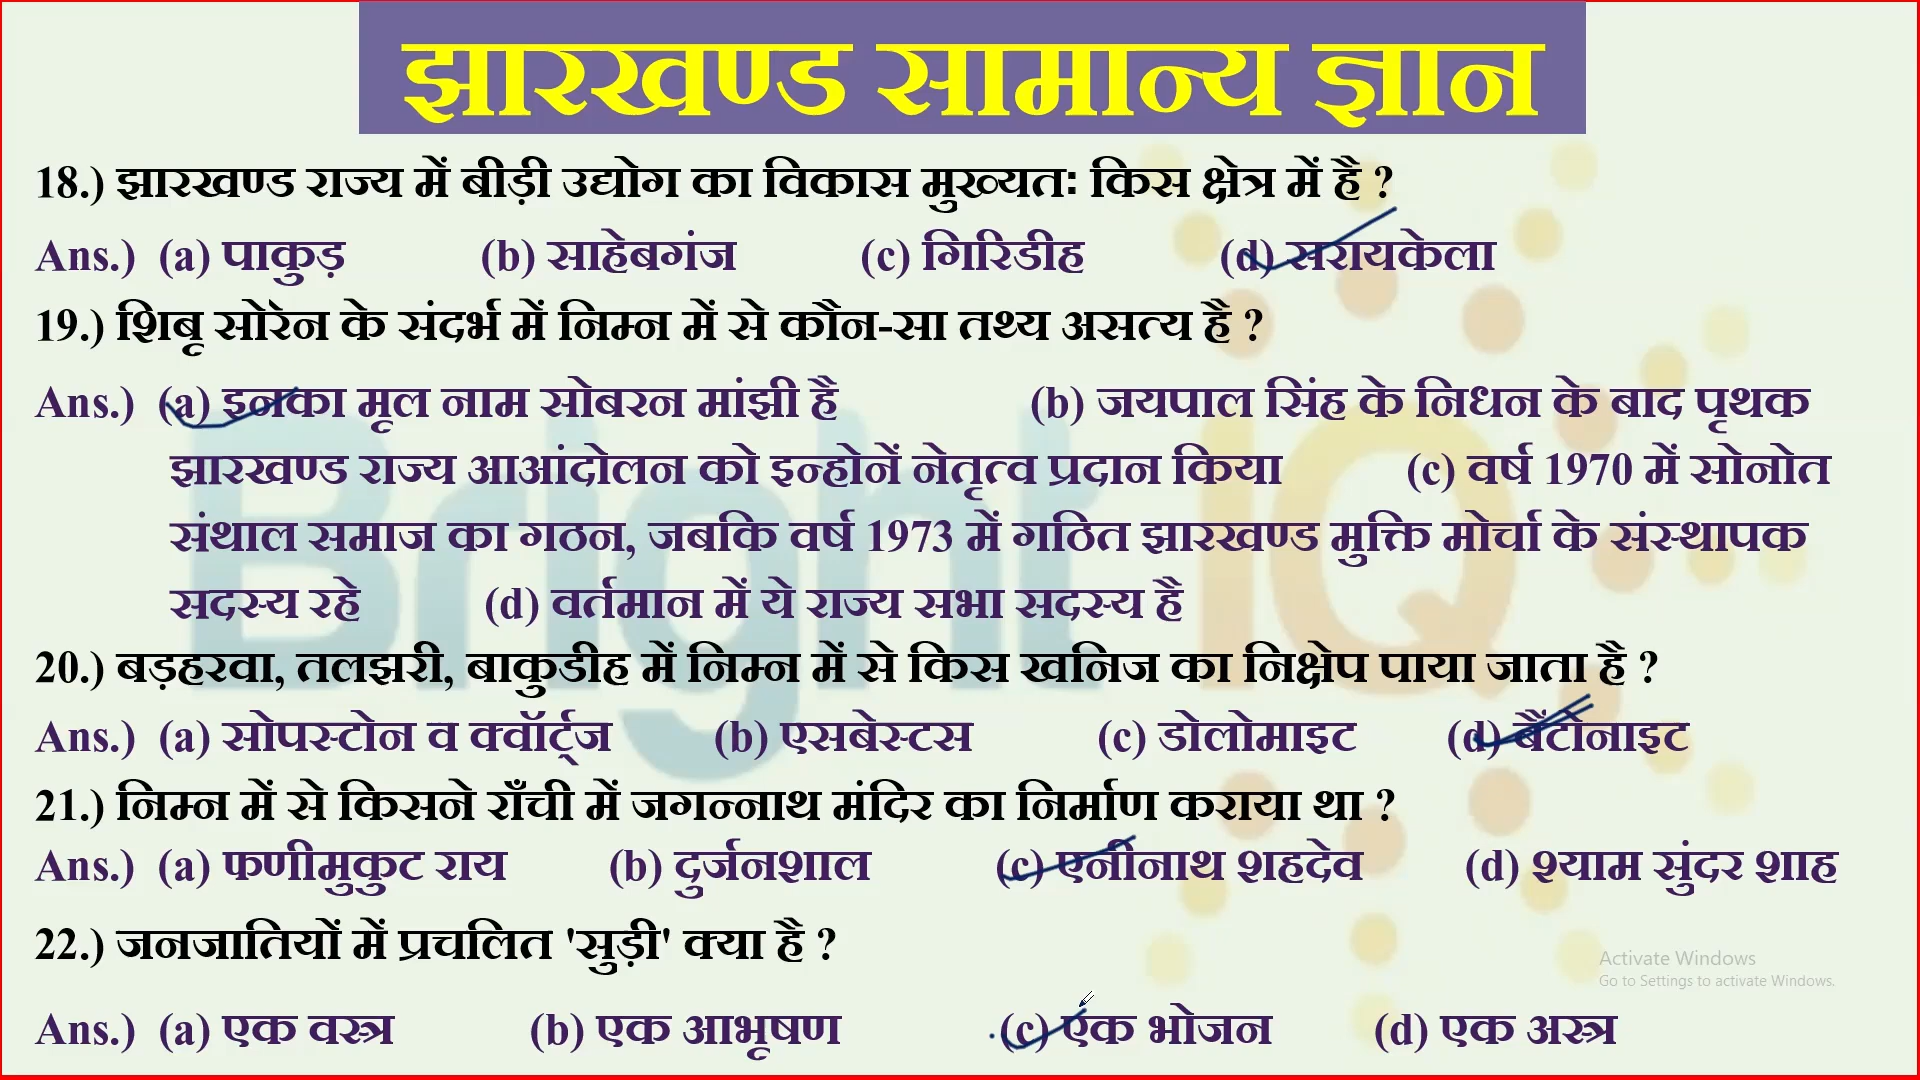 झारखण्ड सामान्य ज्ञान
18.) झारखण्ड राज्य में बीड़ी उद्योग का विकास मुख्यतः किस क्षेत्र में है ?
Ans.) (a) पाकुड़ (b) साहेबगंज (c) गिरिडीह (d) सरायकेला
19.) शिबू सोरेन के संदर्भ में निम्न में से कौन-सा तथ्य असत्य है ?
Ans.) (a) इनका मूल नाम सोबरन मांझी है (b) जयपाल सिंह के निधन के बाद पृथक
झारखण्ड राज्य आआंदोलन को इन्होनें नेतृत्व प्रदान किया (c) वर्ष 1970 में सोनोत
संथाल समाज का गठन, जबकि वर्ष 1973 में गठित झारखण्ड मुक्ति मोर्चा के संस्थापक
सदस्य रहे (d) वर्तमान में ये राज्य सभा सदस्य है
20.) बड़हरवा, तलझरी, बाकुडीह में निम्न में से किस खनिज का निक्षेप पाया जाता है ?
Ans.) (a) सोपस्टोन व क्वॉर्ट्ज (b) एसबेस्टस (c) डोलोमाइट (d) बैंटोनाइट
21.) निम्न में से किसने राँची में जगन्नाथ मंदिर का निर्माण कराया था ?
Ans.) (a) फणीमुकुट राय (b) दुर्जनशाल (c) एर्नीनाथ शहदेव (d) श्याम सुंदर शाह
22.) जनजातियों में प्रचलित 'सुड़ी' क्या है ?
Activate Windows
Go to Settings to activate Windows.
Ans.) (a) एक वस्त्र (b) एक आभूषण (c) एक भोजन (d) एक अस्त्र
Bright IQ